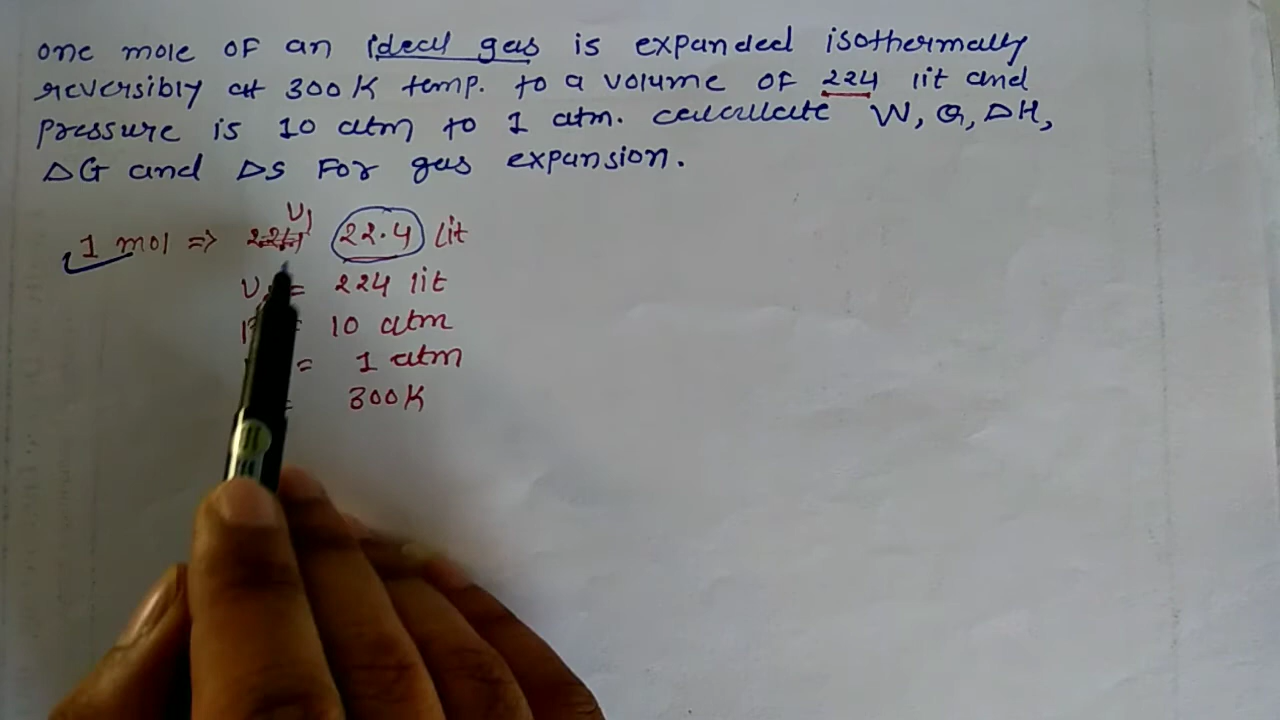 one mole of an ideal gas is expanded isothermally
reversibly at 300K temp. to a volume of 224 lit and
pressure is 10 atm to 1 atm. calculate W, Q, ΔH,
ΔG and ΔS For gas expansion.
V1
1 mol => 22.4 Lit
= 224 lit
10 atm
= 1 atm
= 300K